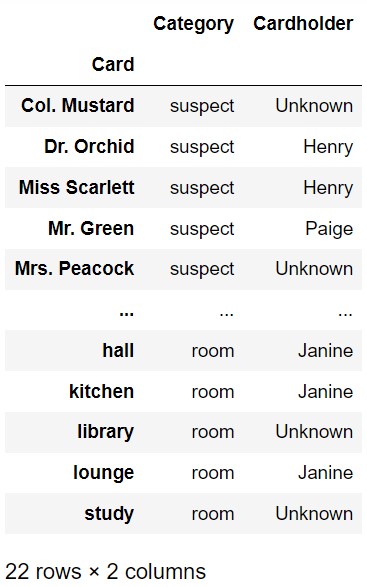 Category Cardholder
Card
Col. Mustard suspect Unknown
Dr. Orchid suspect Henry
Miss Scarlett suspect Henry
Mr. Green suspect Paige
Mrs. Peacock suspect Unknown
... ... ...
hall room Janine
kitchen room Janine
library room Unknown
lounge room Janine
study room Unknown
22 rows × 2 columns